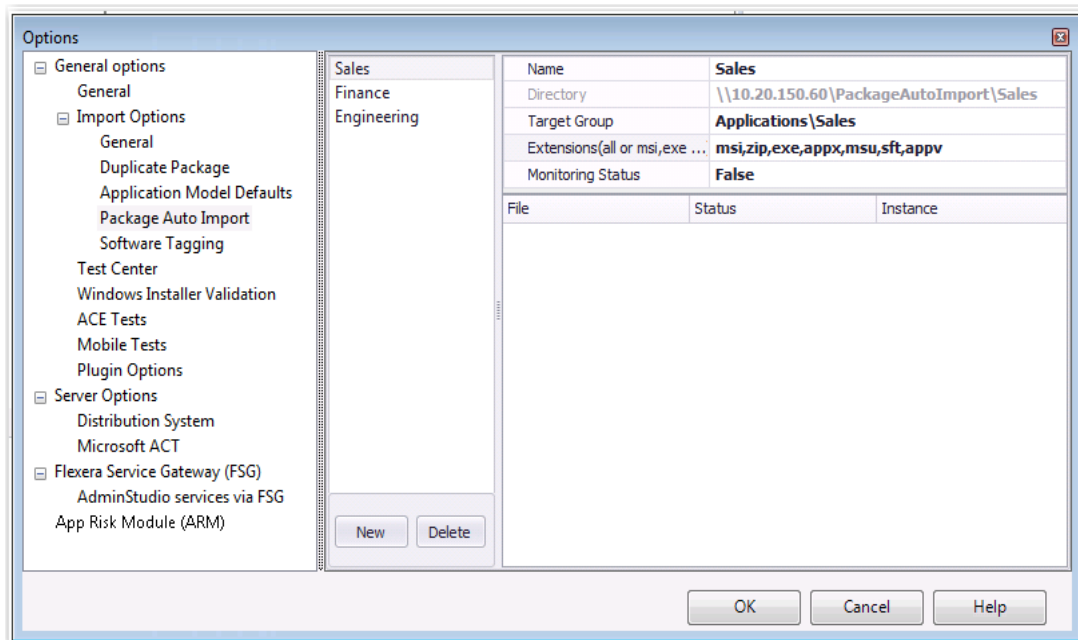 Options
General options
General
Import Options
General
Duplicate Package
Application Model Defaults
Package Auto Import
Software Tagging
Test Center
Windows Installer Validation
ACE Tests
Mobile Tests
Plugin Options
Server Options
Distribution System
Microsoft ACT
Flexera Service Gateway (FSG)
AdminStudio services via FSG
App Risk Module (ARM)
Sales
Finance
Engineering
New Delete
Name Sales
Directory \\10.20.150.60\PackageAutoImport\Sales
Target Group Applications\Sales
Extensions(all or msi,exe ... msi,zip,exe,appx,msu,sft,appv
Monitoring Status False
File Status Instance
OK Cancel Help